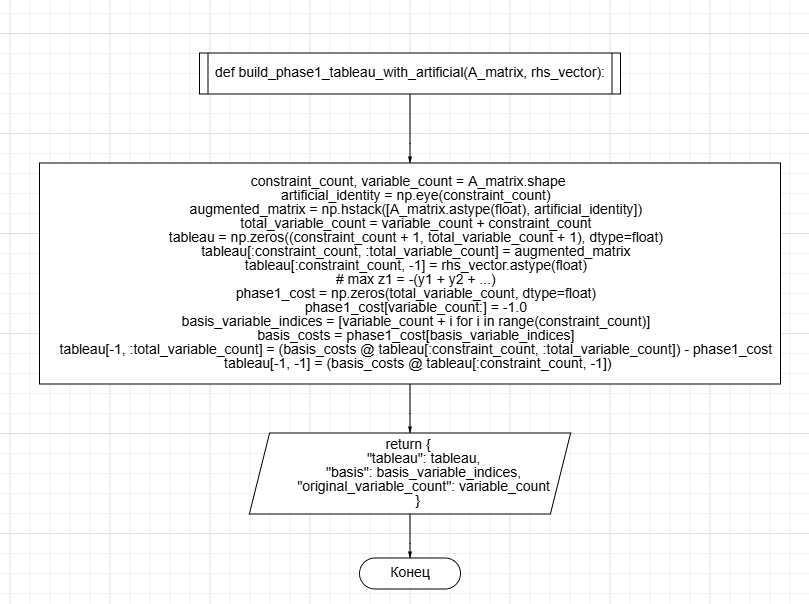 def build_phase1_tableau_with_artificial(A_matrix, rhs_vector):
constraint_count, variable_count = A_matrix.shape
artificial_identity = np.eye(constraint_count)
augmented_matrix = np.hstack([A_matrix.astype(float), artificial_identity])
total_variable_count = variable_count + constraint_count
tableau = np.zeros((constraint_count + 1, total_variable_count + 1), dtype=float)
tableau[:constraint_count, :total_variable_count] = augmented_matrix
tableau[:constraint_count, -1] = rhs_vector.astype(float)
# max z1 = -(y1 + y2 + ...)
phase1_cost = np.zeros(total_variable_count, dtype=float)
phase1_cost[variable_count:] = -1.0
basis_variable_indices = [variable_count + i for i in range(constraint_count)]
basis_costs = phase1_cost[basis_variable_indices]
tableau[-1, :total_variable_count] = (basis_costs @ tableau[:constraint_count, :total_variable_count]) - phase1_cost
tableau[-1, -1] = (basis_costs @ tableau[:constraint_count, -1])
return {
"tableau": tableau,
"basis": basis_variable_indices,
"original_variable_count": variable_count
}
Конец